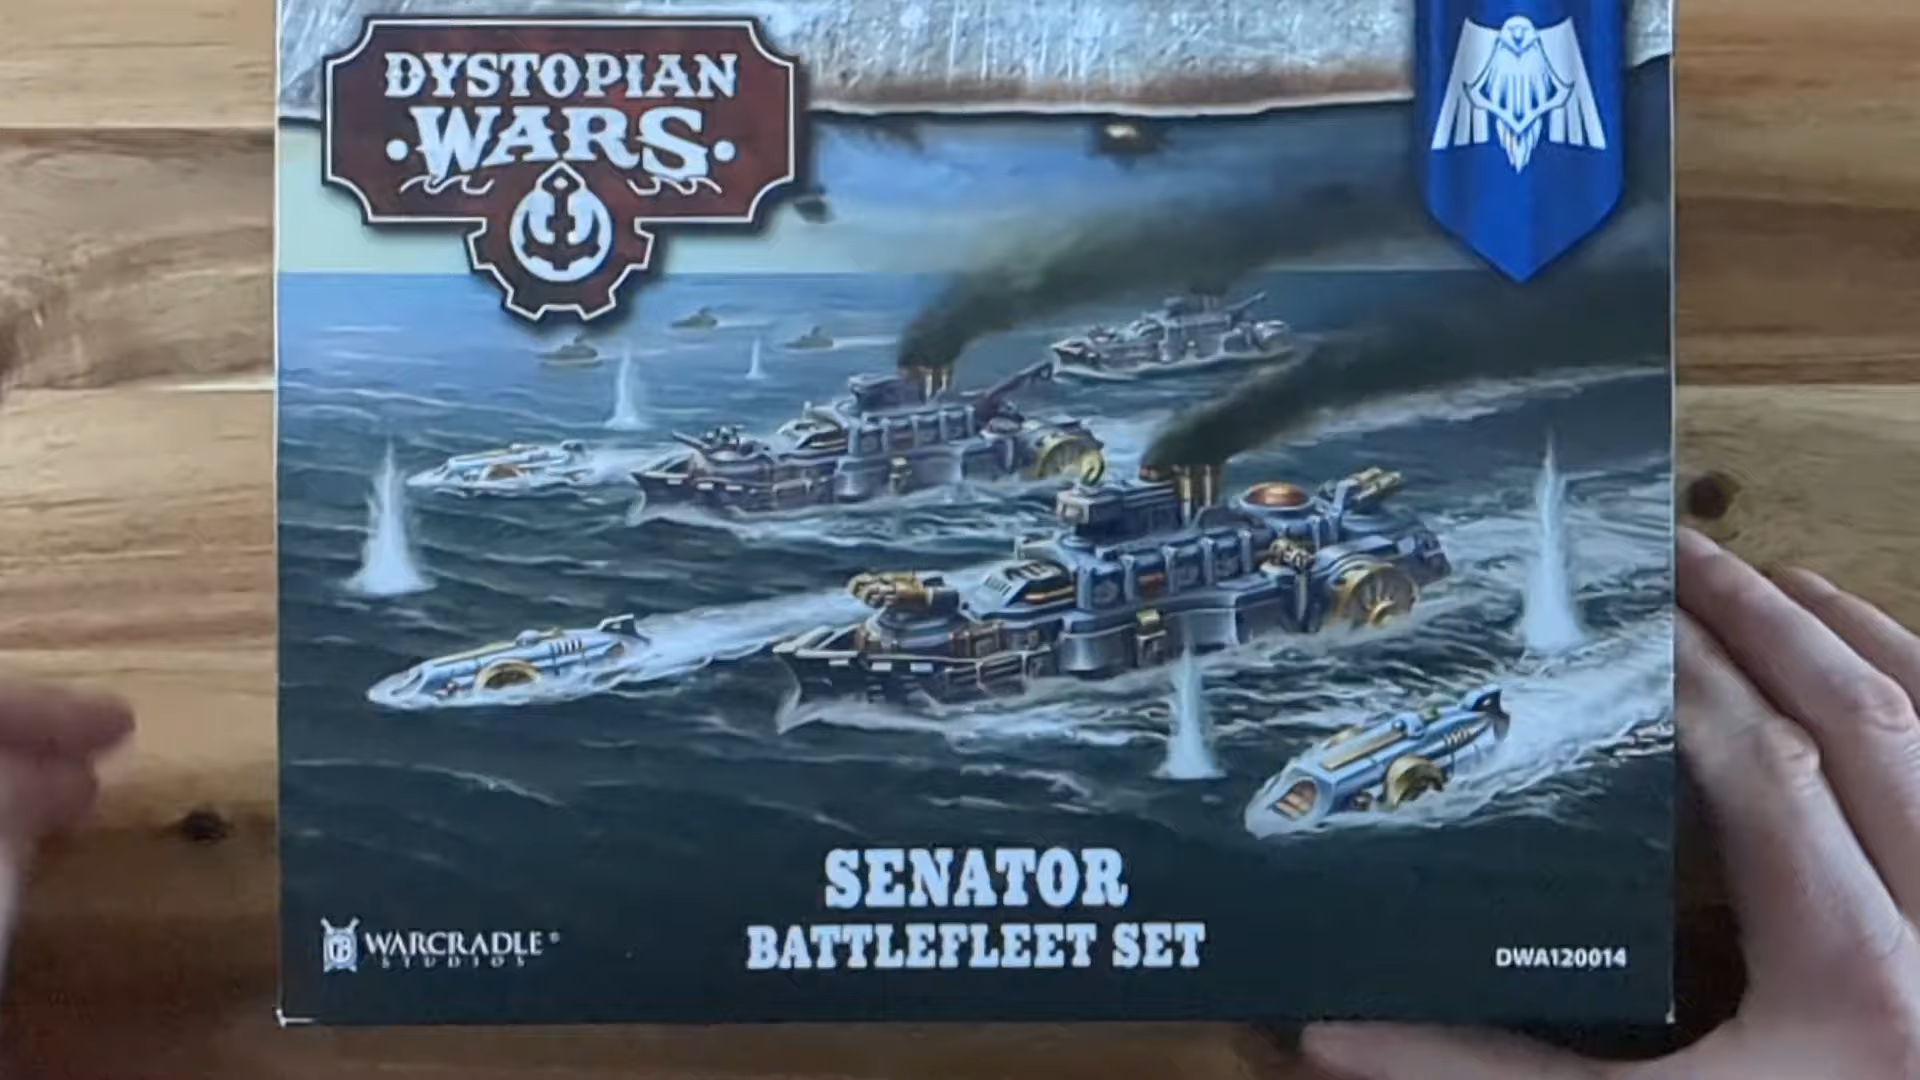 DYSTOPIAN
WARS
SENATOR
BATTLEFLEET SET
WARCRADLE®
STUDIOS
DWA120014